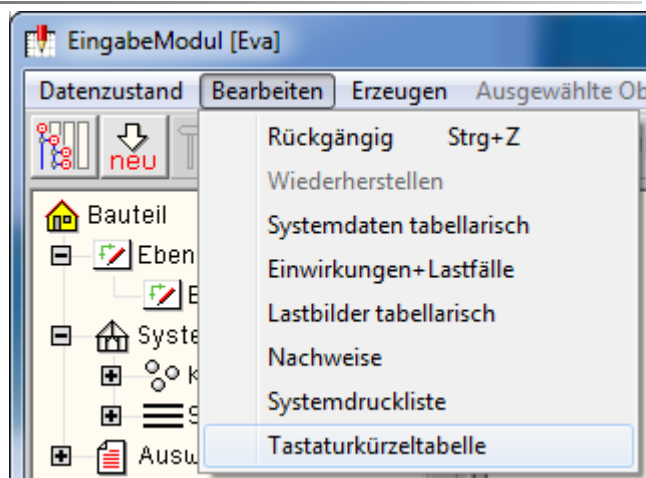 EingabeModul [Eva]
Datenzustand Bearbeiten Erzeugen Ausgewählte Ob
neu
Rückgängig Strg+Z
Wiederherstellen
Systemdaten tabellarisch
Einwirkungen+Lastfälle
Lastbilder tabellarisch
Nachweise
Systemdruckliste
Tastaturkürzeltabelle
Bauteil
Eben
E
Syste
K
S
Ausw